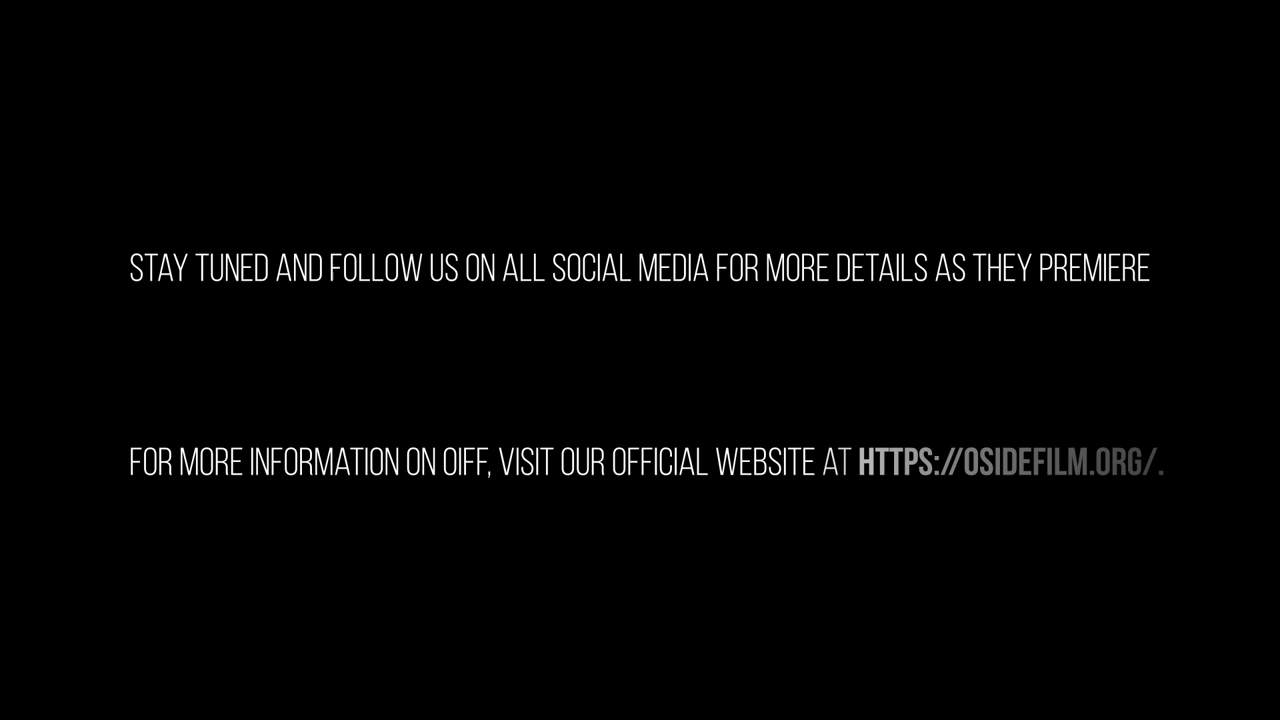 STAY TUNED AND FOLLOW US ON ALL SOCIAL MEDIA FOR MORE DETAILS AS THEY PREMIERE
FOR MORE INFORMATION ON OIFF, VISIT OUR OFFICIAL WEBSITE AT HTTPS://OSIDEFILM.ORG/.